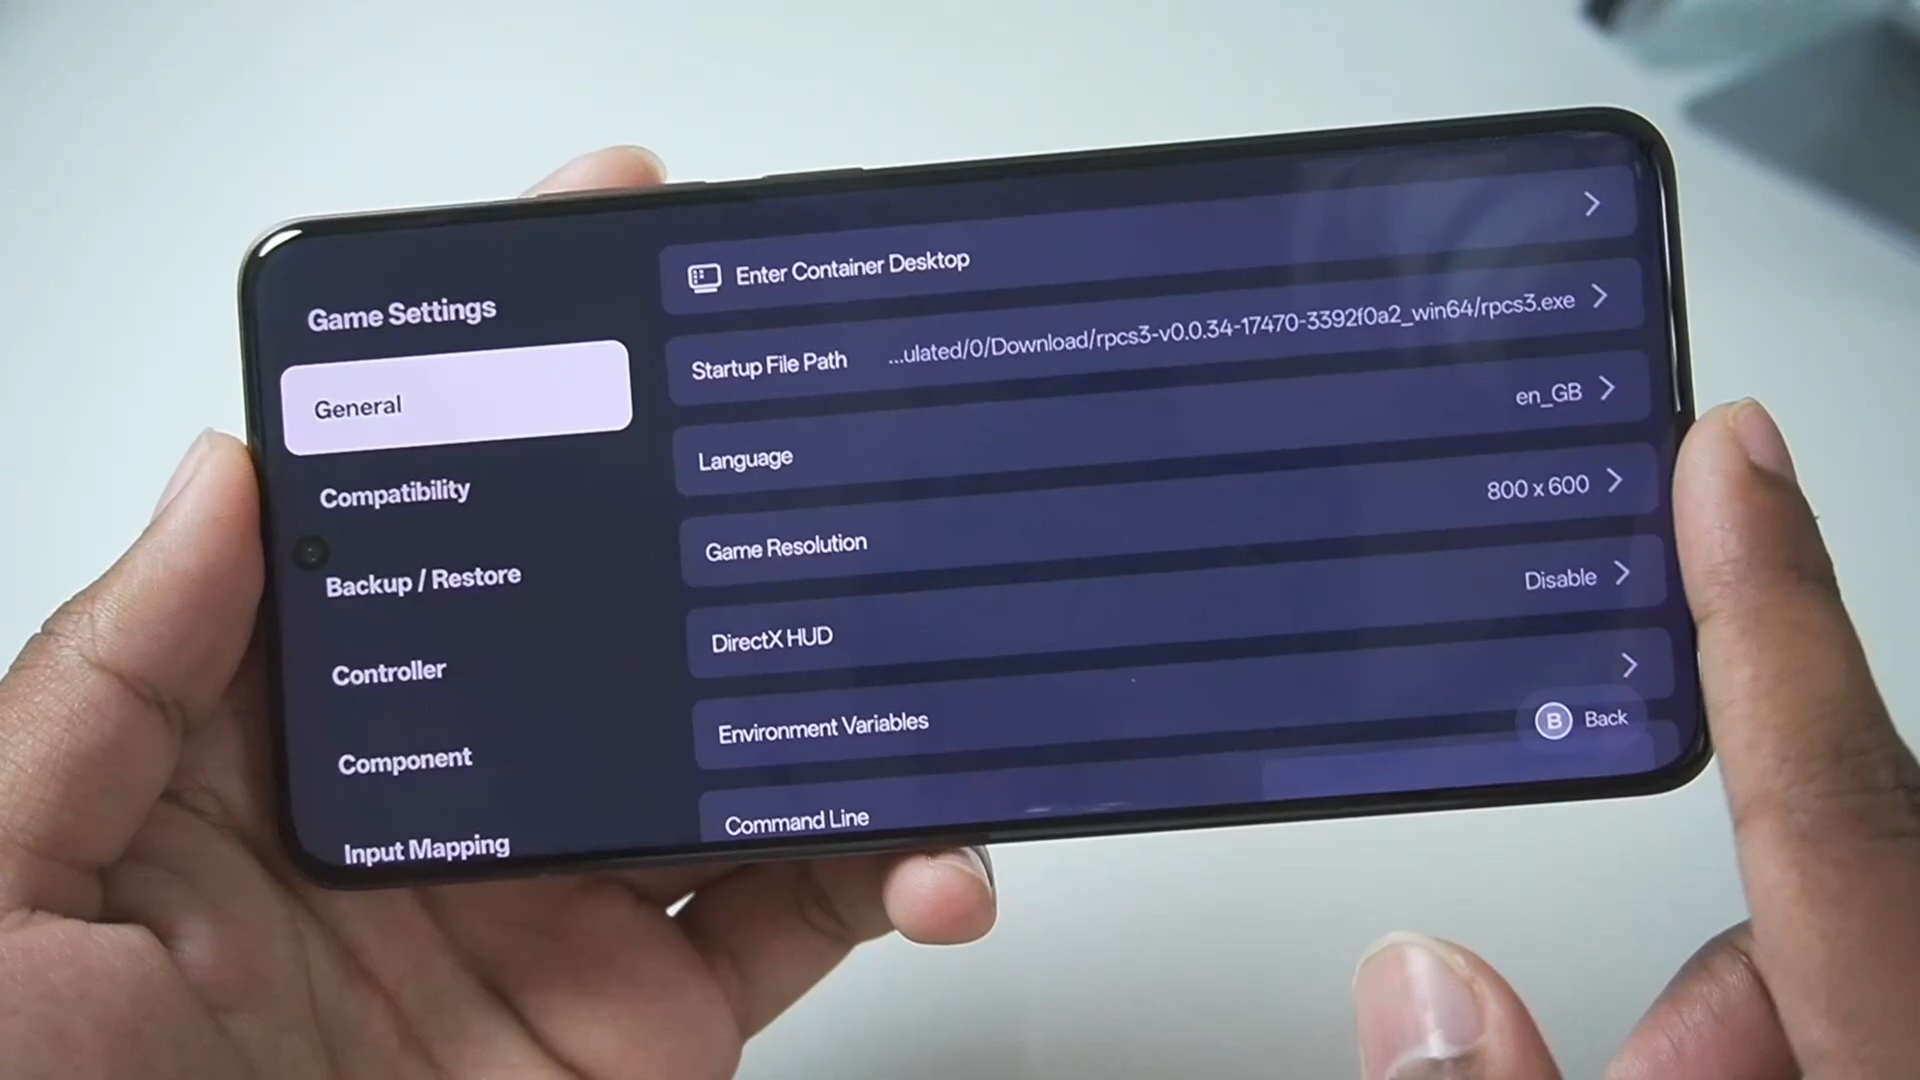 Game Settings
General
Compatibility
Backup / Restore
Controller
Component
Input Mapping
Enter Container Desktop
Startup File Path ...ulated/0/Download/rpcs3-v0.0.34-17470-3392f0a2_win64/rpcs3.exe
Language en_GB
Game Resolution 800 x 600
DirectX HUD Disable
Environment Variables
Command Line
B Back